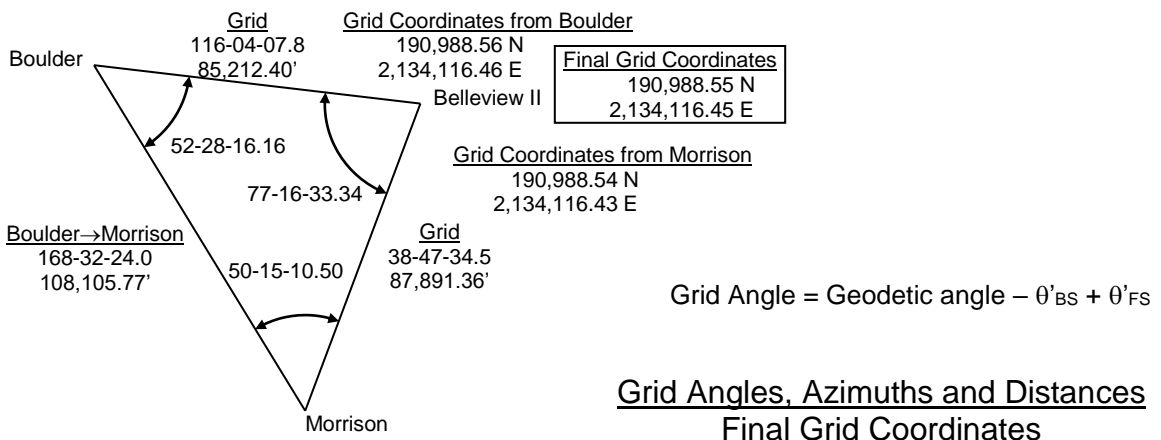 Grid
116-04-07.8
85,212.40’
Grid Coordinates from Boulder
190,988.56 N
2,134,116.46 E
Final Grid Coordinates
190,988.55 N
2,134,116.45 E
Boulder
Belleview II
52-28-16.16
77-16-33.34
Grid Coordinates from Morrison
190,988.54 N
2,134,116.43 E
Boulder→Morrison
168-32-24.0
108,105.77’
50-15-10.50
Grid
38-47-34.5
87,891.36’
Grid Angle = Geodetic angle – θ’BS + θ’FS
Morrison
Grid Angles, Azimuths and Distances
Final Grid Coordinates